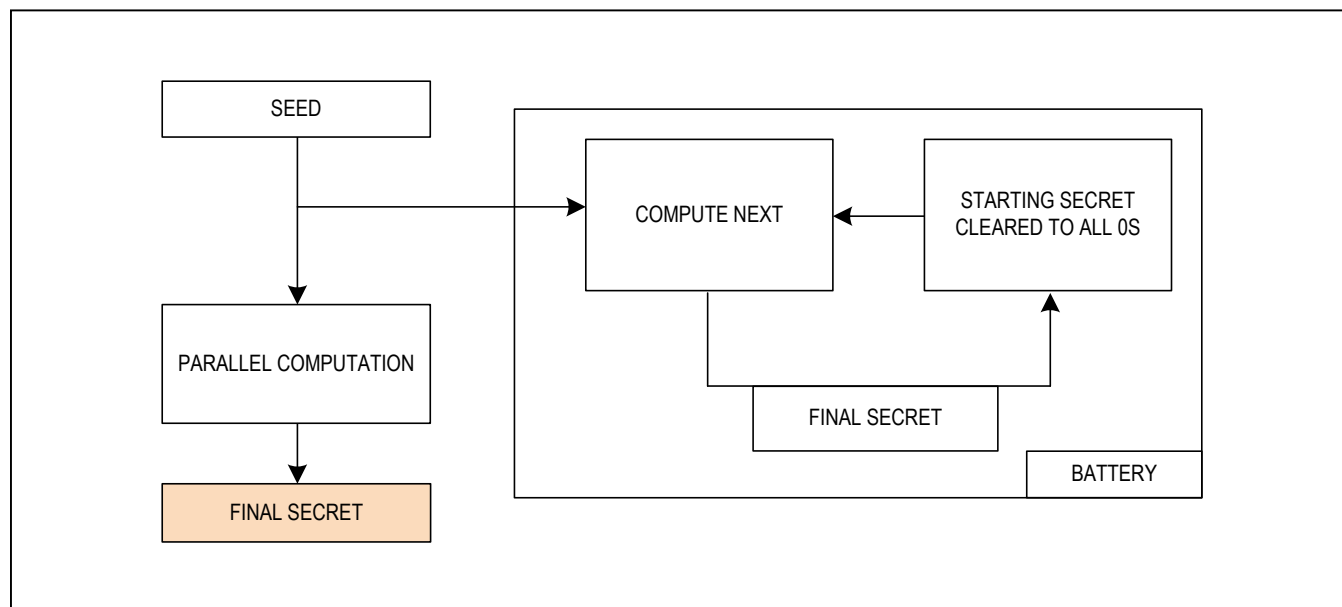 SEED
COMPUTE NEXT
STARTING SECRET
CLEARED TO ALL 0S
PARALLEL COMPUTATION
FINAL SECRET
BATTERY
FINAL SECRET